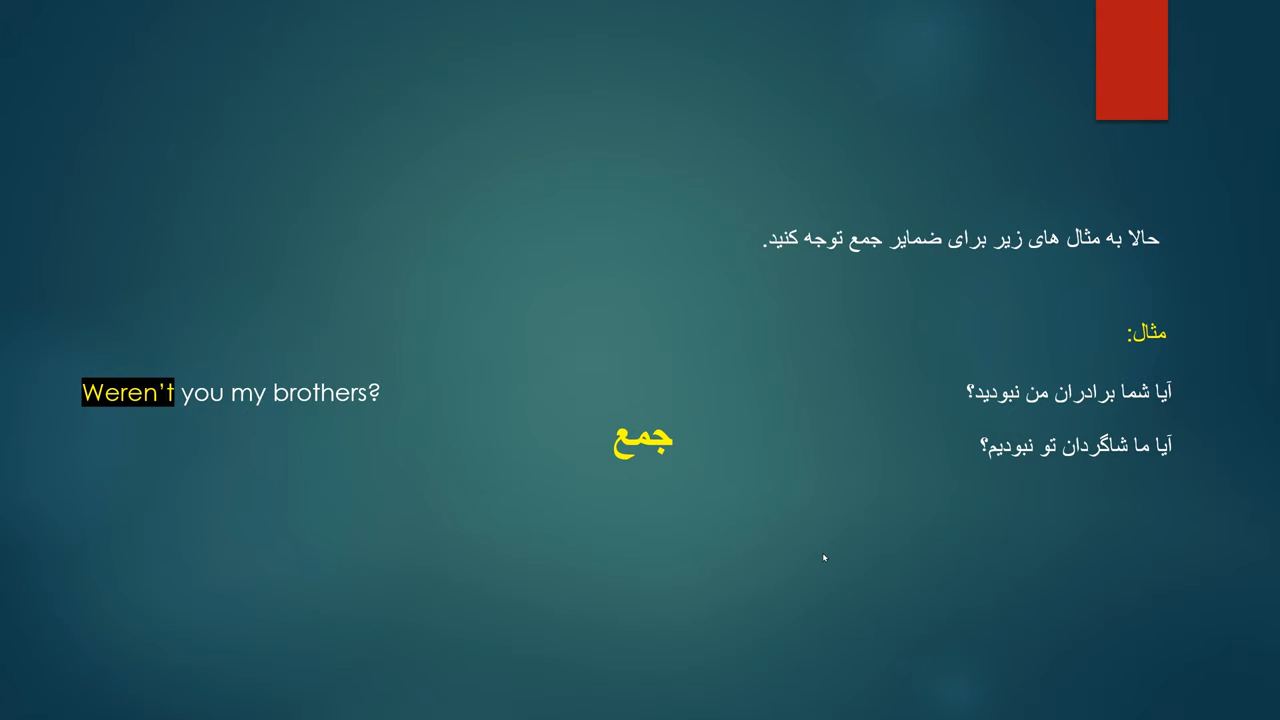 حالا به مثال های زیر برای ضمایر جمع توجه کنید.
مثال:
آیا شما برادران من نبودید؟
Weren’t you my brothers?
جمع
آیا ما شاگردان تو نبودیم؟